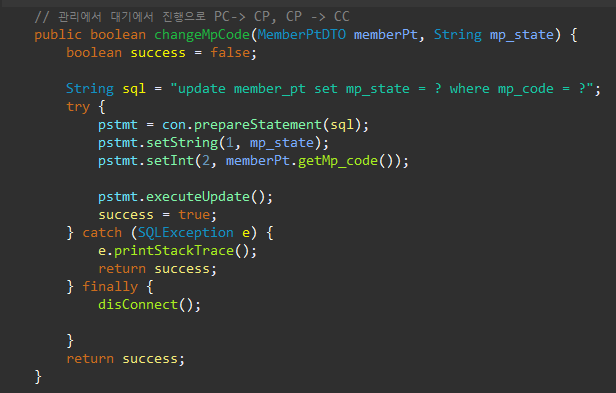 // 관리에서 대기에서 진행으로 PC-> CP, CP -> CC
public boolean changeMpCode(MemberPtDTO memberPt, String mp_state) {
boolean success = false;
String sql = "update member_pt set mp_state = ? where mp_code = ?";
try {
pstmt = con.prepareStatement(sql);
pstmt.setString(1, mp_state);
pstmt.setInt(2, memberPt.getMp_code());
pstmt.executeUpdate();
success = true;
} catch (SQLException e) {
e.printStackTrace();
return success;
} finally {
disConnect();
}
return success;
}